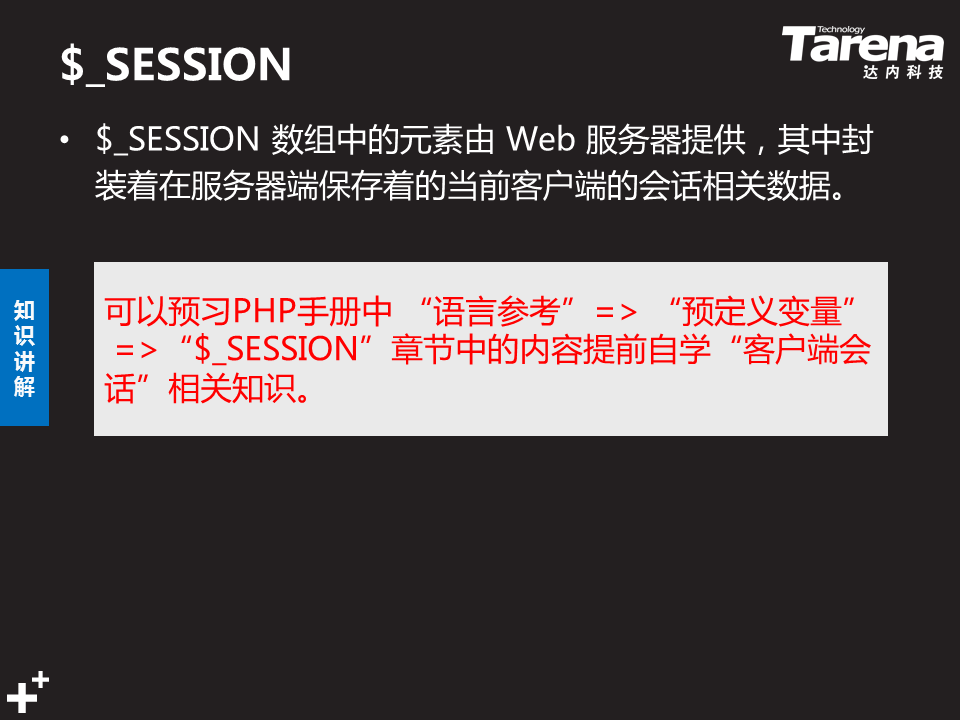 $_SESSION
Technology
Tarena
达内科技
• $_SESSION 数组中的元素由 Web 服务器提供，其中封
装着在服务器端保存着的当前客户端的会话相关数据。
知
识
讲
解
可以预习PHP手册中 “语言参考” => “预定义变量”
=> “$_SESSION” 章节中的内容提前自学 “客户端会
话” 相关知识。